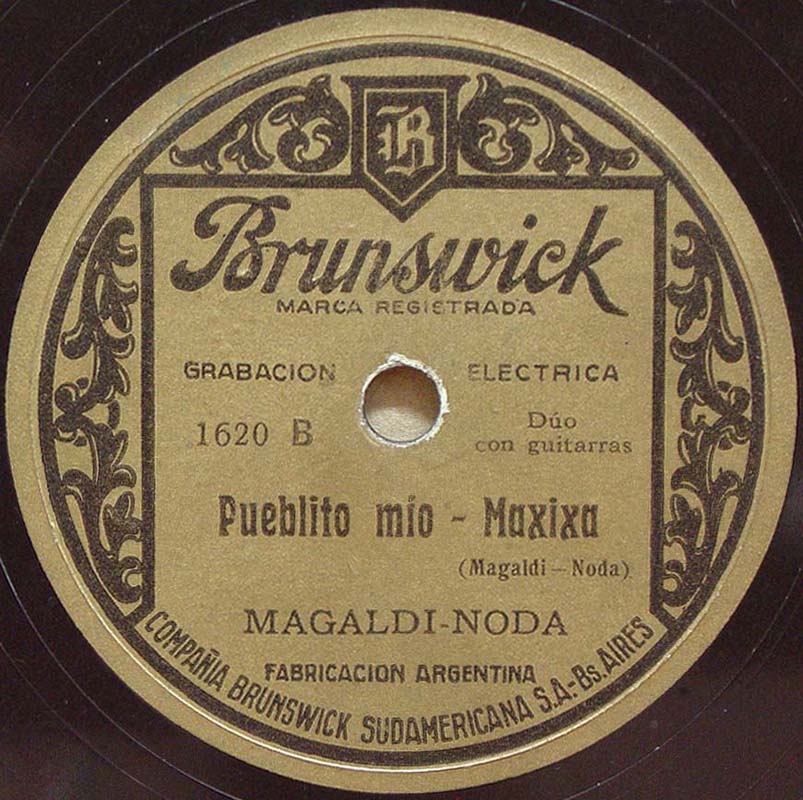 B
Brunswick
MARCA REGISTRADA
GRABACION ELECTRICA
1620 B
Dúo
con guitarras
Pueblito mío - Maxixa
(Magaldi – Noda)
MAGALDI-NODA
FABRICACION ARGENTINA
COMPAÑIA BRUNSWICK SUDAMERICANA S.A-Bs.AIRES